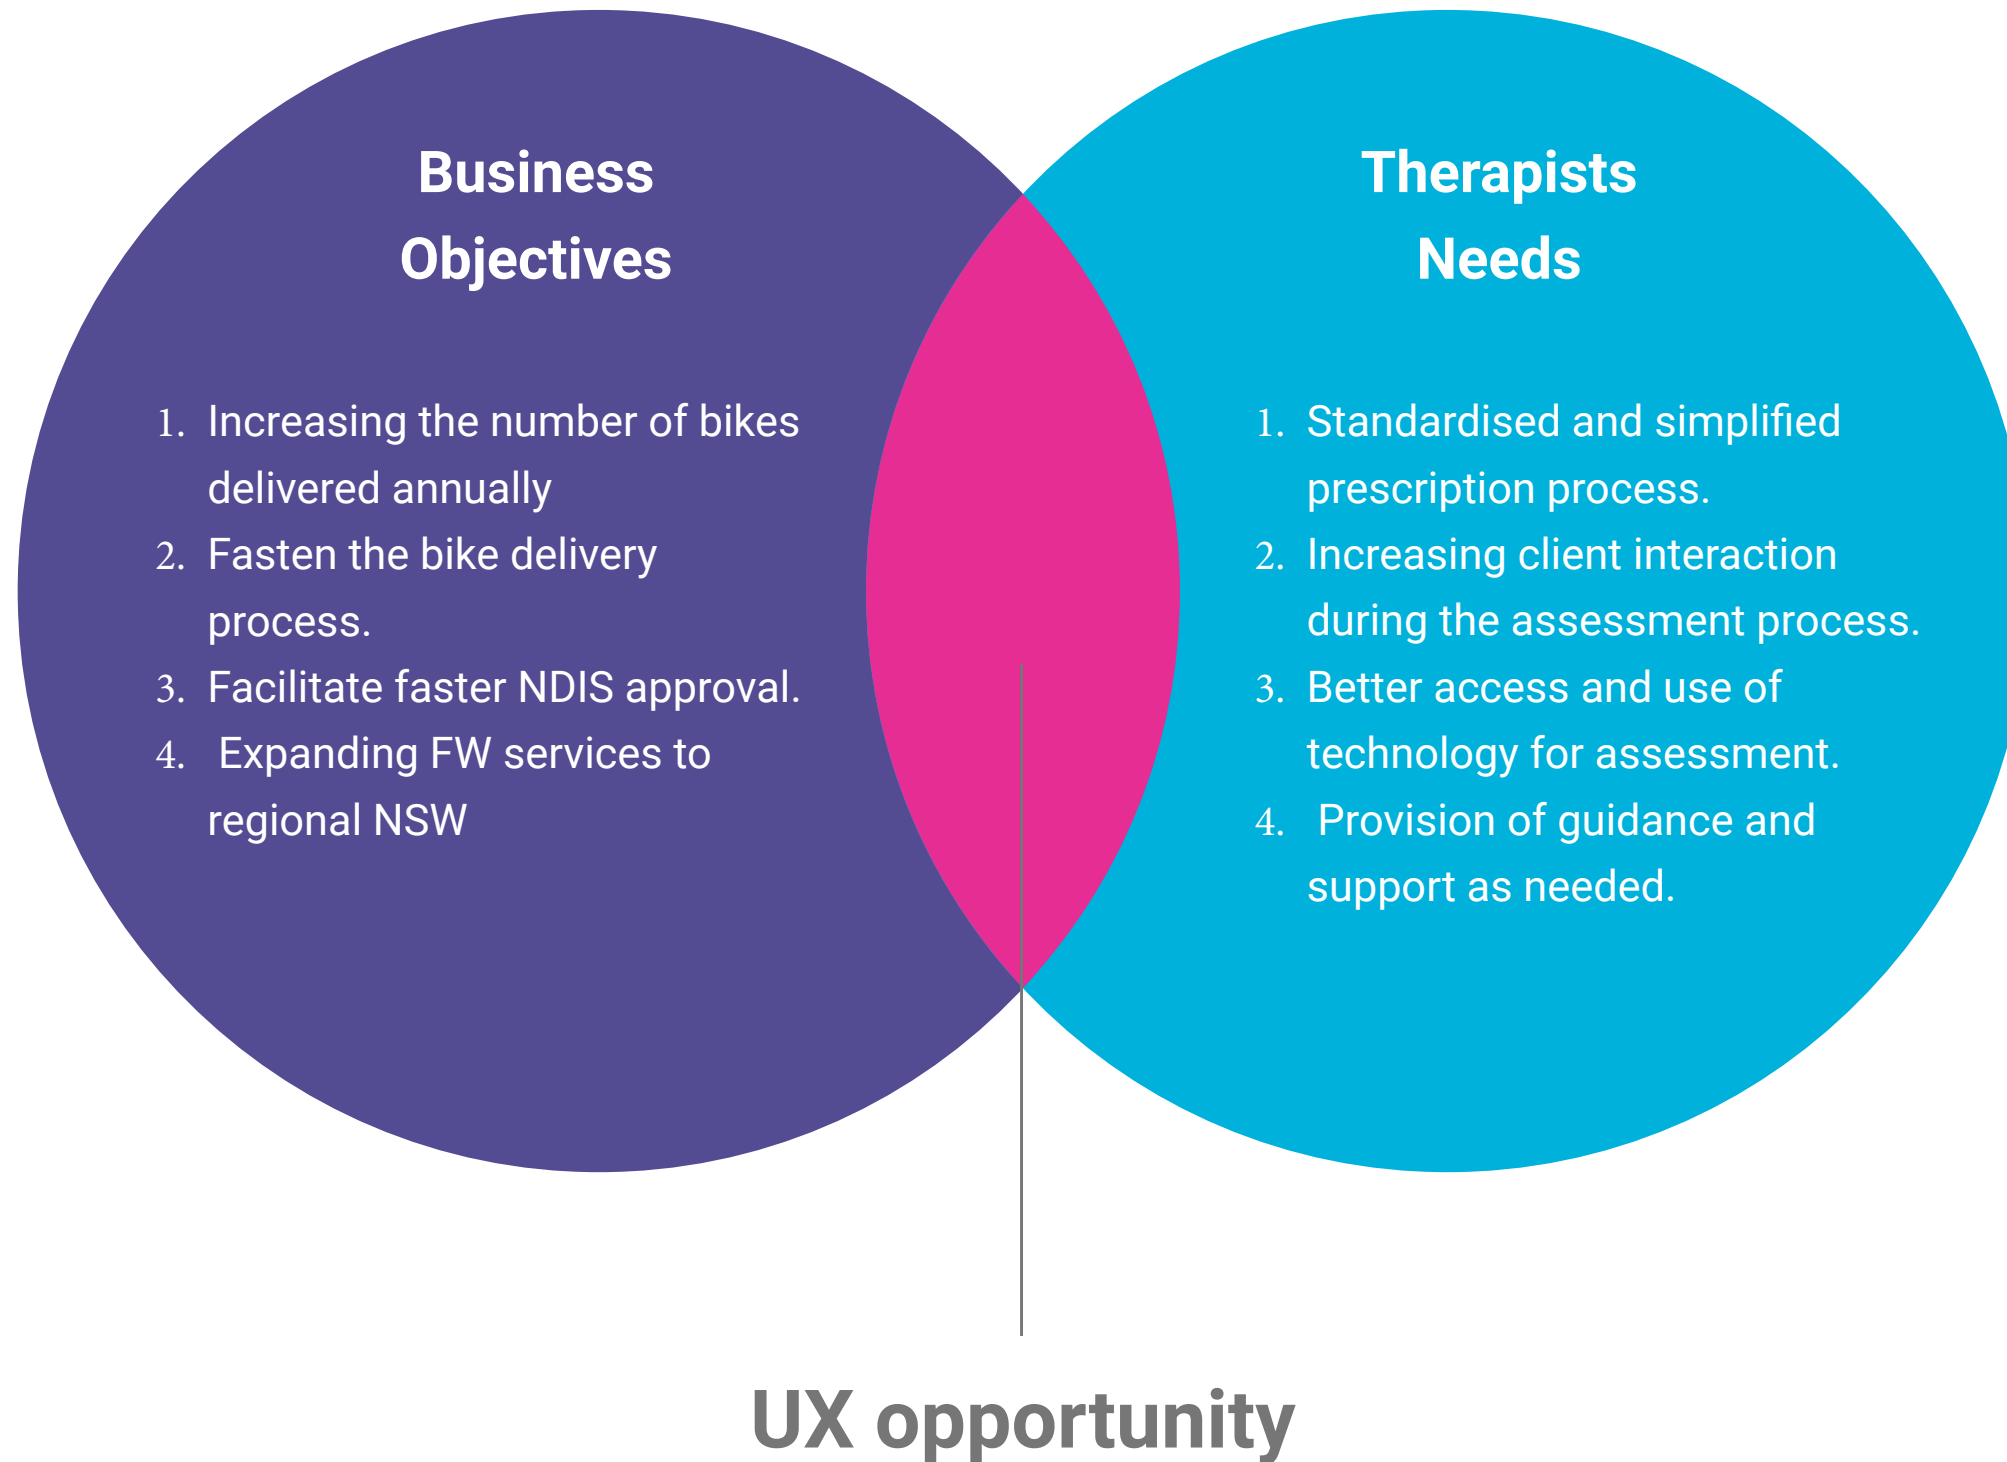 Business
Objectives
1. Increasing the number of bikes
delivered annually
2. Fasten the bike delivery
process.
3. Facilitate faster NDIS approval.
4. Expanding FW services to
regional NSW
Therapists
Needs
1. Standardised and simplified
prescription process.
2. Increasing client interaction
during the assessment process.
3. Better access and use of
technology for assessment.
4. Provision of guidance and
support as needed.
UX opportunity